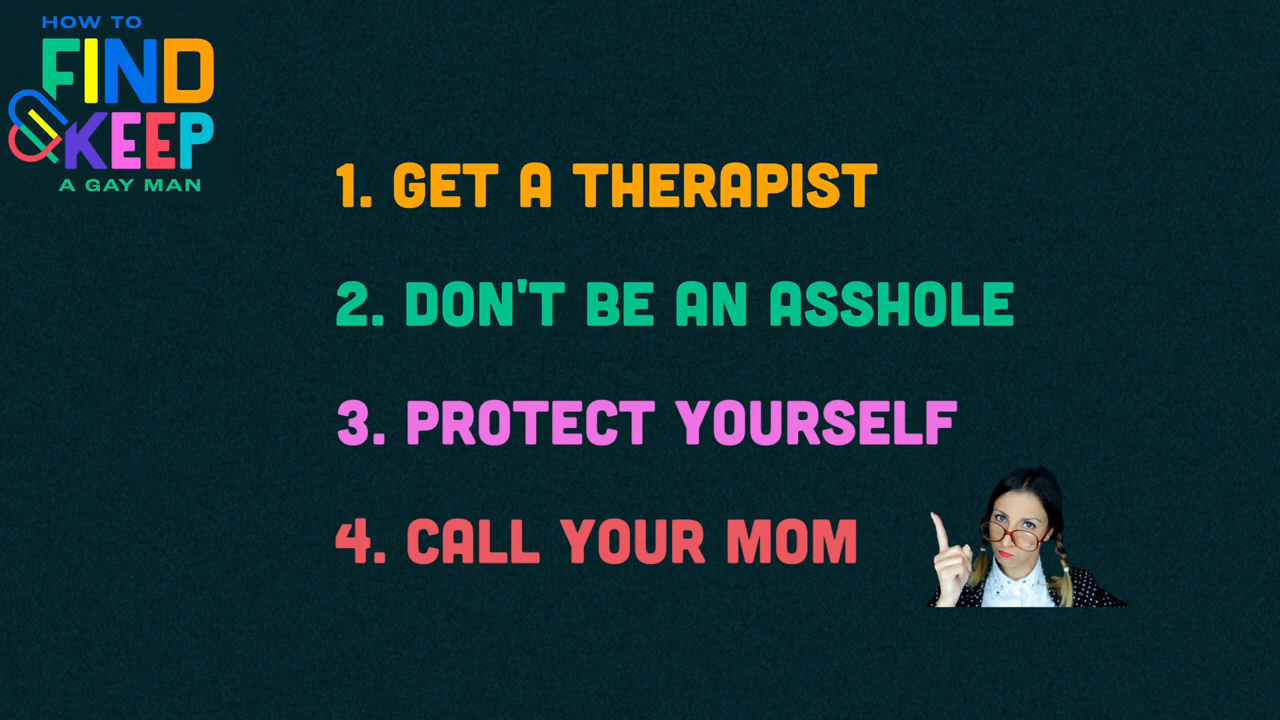 HOW TO
FIND
& KEEP
A GAY MAN
1. GET A THERAPIST
2. DON'T BE AN ASSHOLE
3. PROTECT YOURSELF
4. CALL YOUR MOM